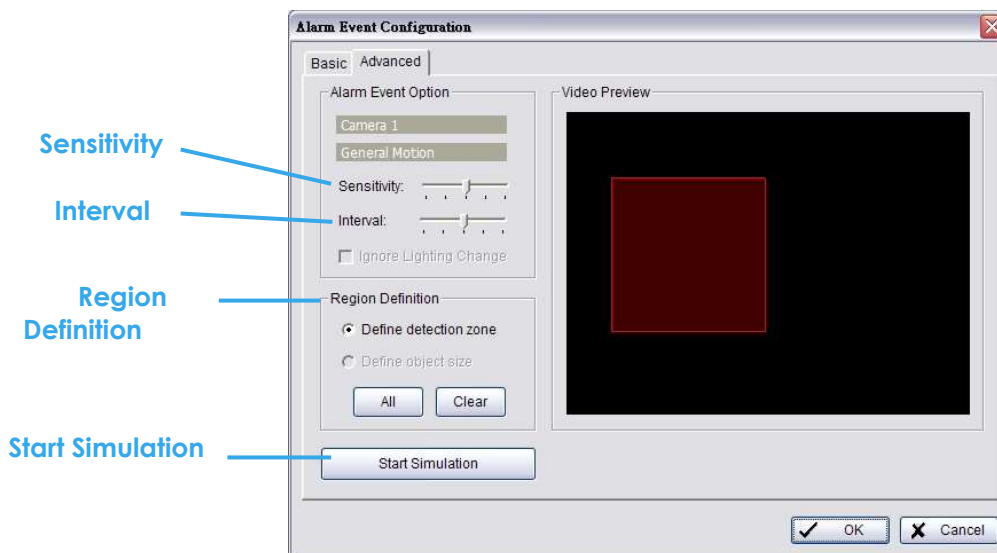 Alarm Event Configuration
Basic
Advanced
Alarm Event Option
Camera 1
General Motion
Sensitivity:
Interval:
Ignore Lighting Change
Region Definition
Define detection zone
Define object size
All
Clear
Start Simulation
Video Preview
OK
Cancel
Sensitivity
Interval
Region
Definition
Start Simulation